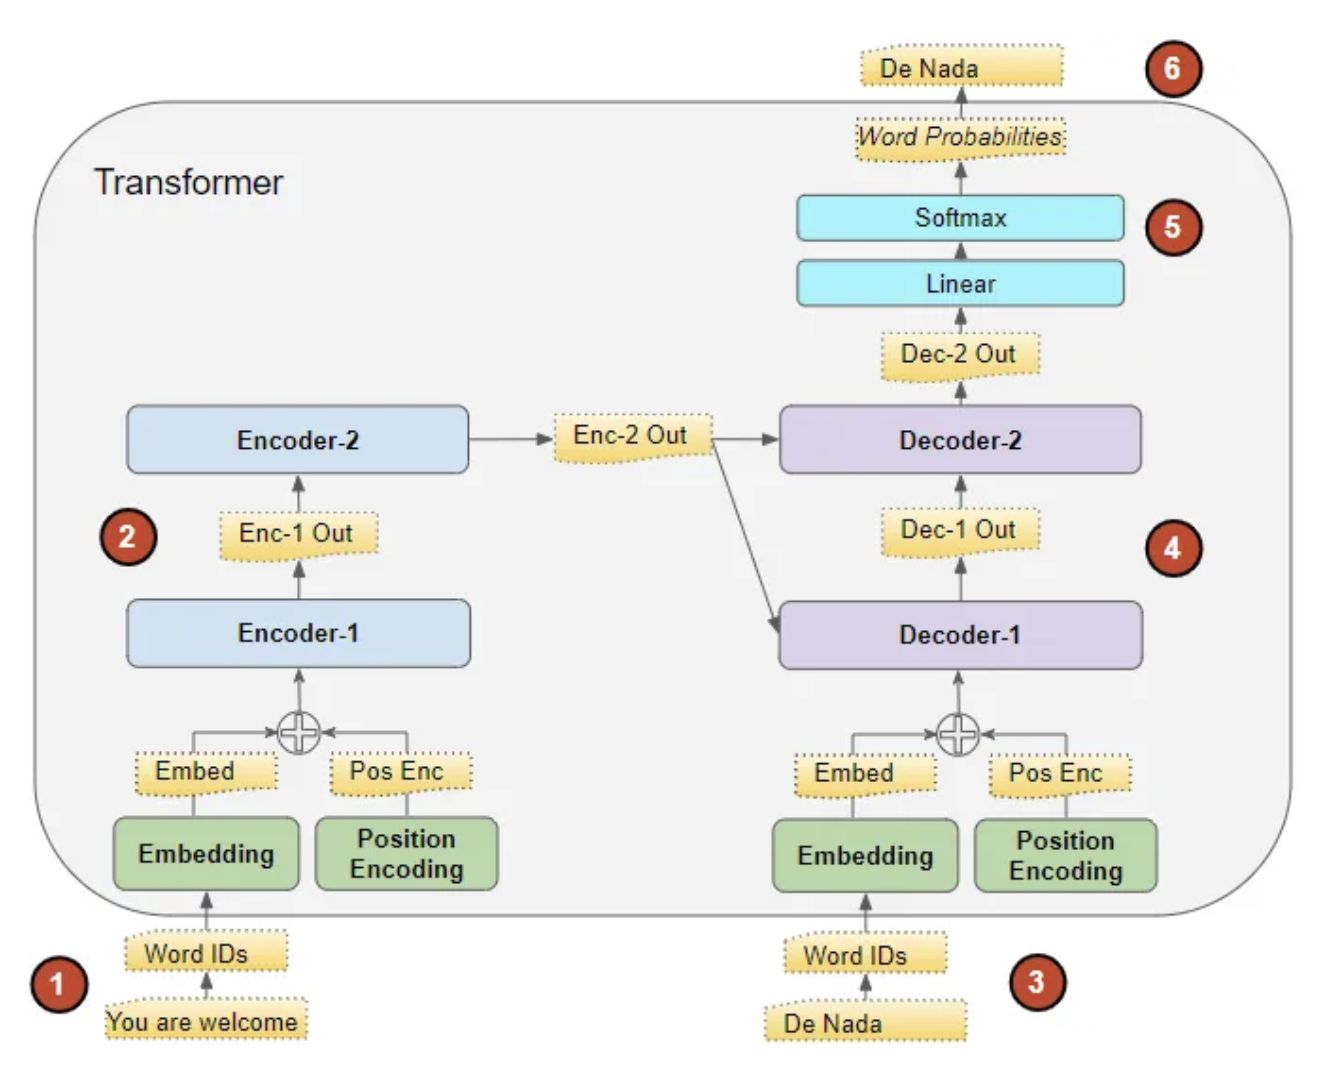 De Nada
6
Word Probabilities
Transformer
Softmax
5
Linear
Dec-2 Out
Encoder-2
Enc-2 Out
Decoder-2
2
Enc-1 Out
Dec-1 Out
4
Encoder-1
Decoder-1
Embed
Pos Enc
Embed
Pos Enc
Embedding
Position
Encoding
Embedding
Position
Encoding
Word IDs
Word IDs
1
3
You are welcome
De Nada